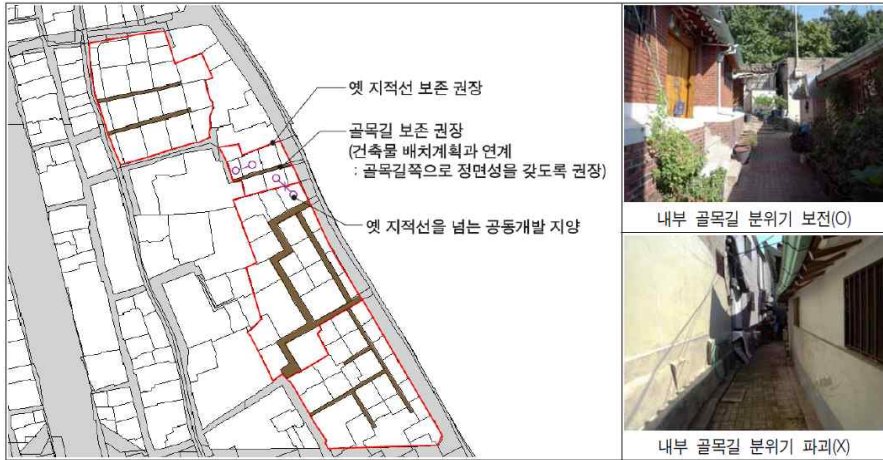 옛 지적선 보존 권장
골목길 보존 권장
(건축물 배치계획과 연계
: 골목길쪽으로 정면성을 갖도록 권장)
옛 지적선을 넘는 공동개발 지양
내부 골목길 분위기 보전(O)
내부 골목길 분위기 파괴(X)